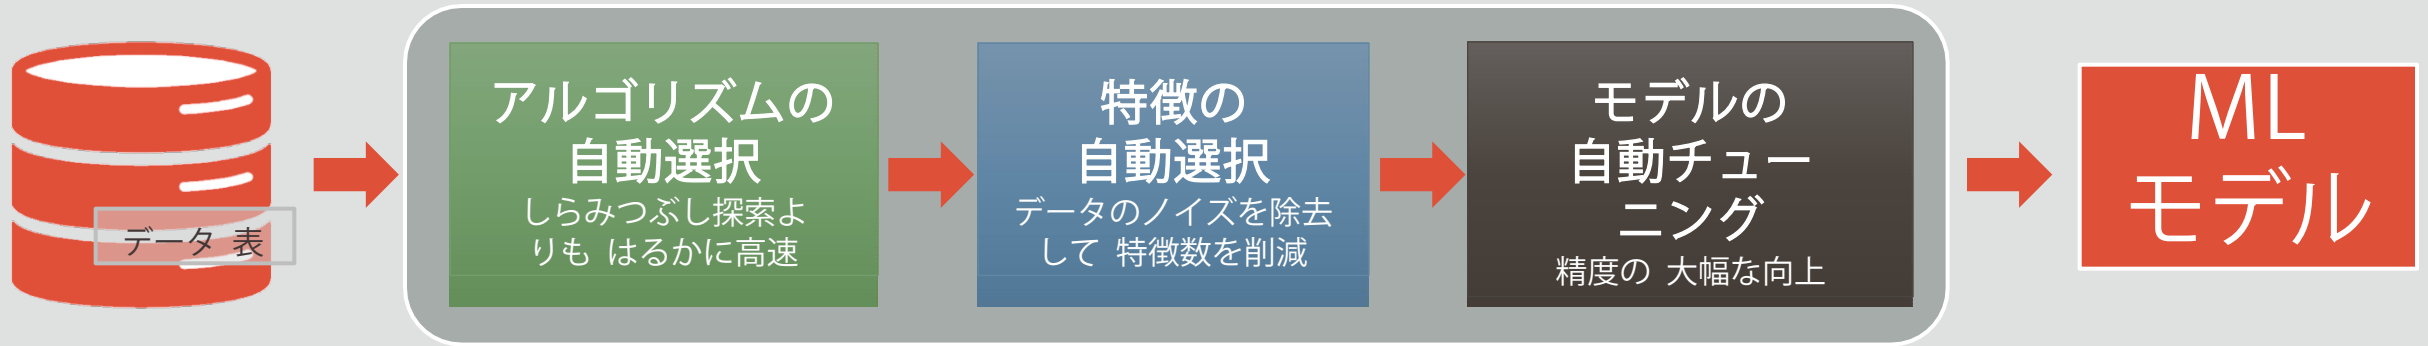 データ 表
アルゴリズムの
自動選択
しらみつぶし探索よ
りも はるかに高速
特徴の
自動選択
データのノイズを除去
して 特徴数を削減
モデルの
自動チュー
ニング
精度の 大幅な向上
ML
モデル